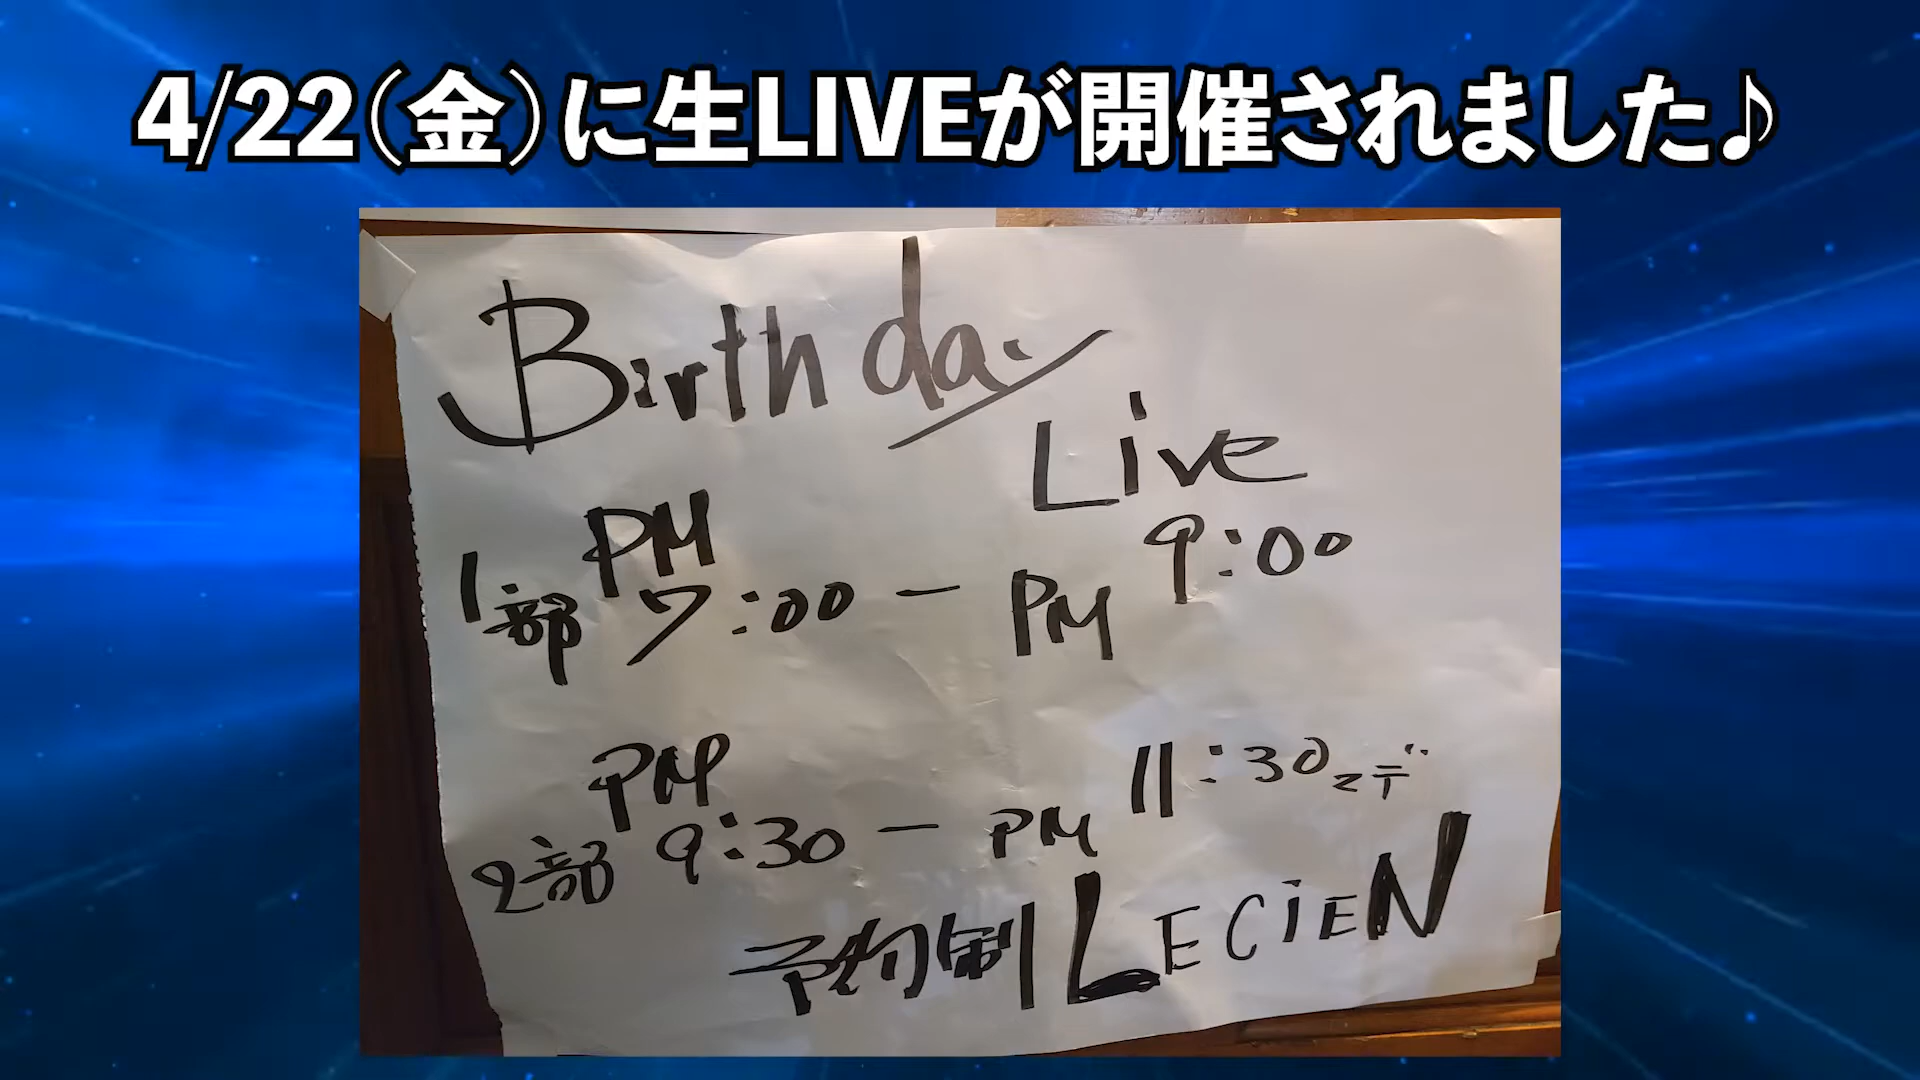 4/22（金）に生LIVEが開催されました♪
Birthday
Live
1部 PM 7:00 — PM 9:00
2部 PM 9:30 — PM 11:30マデ
予約制 LECiEN